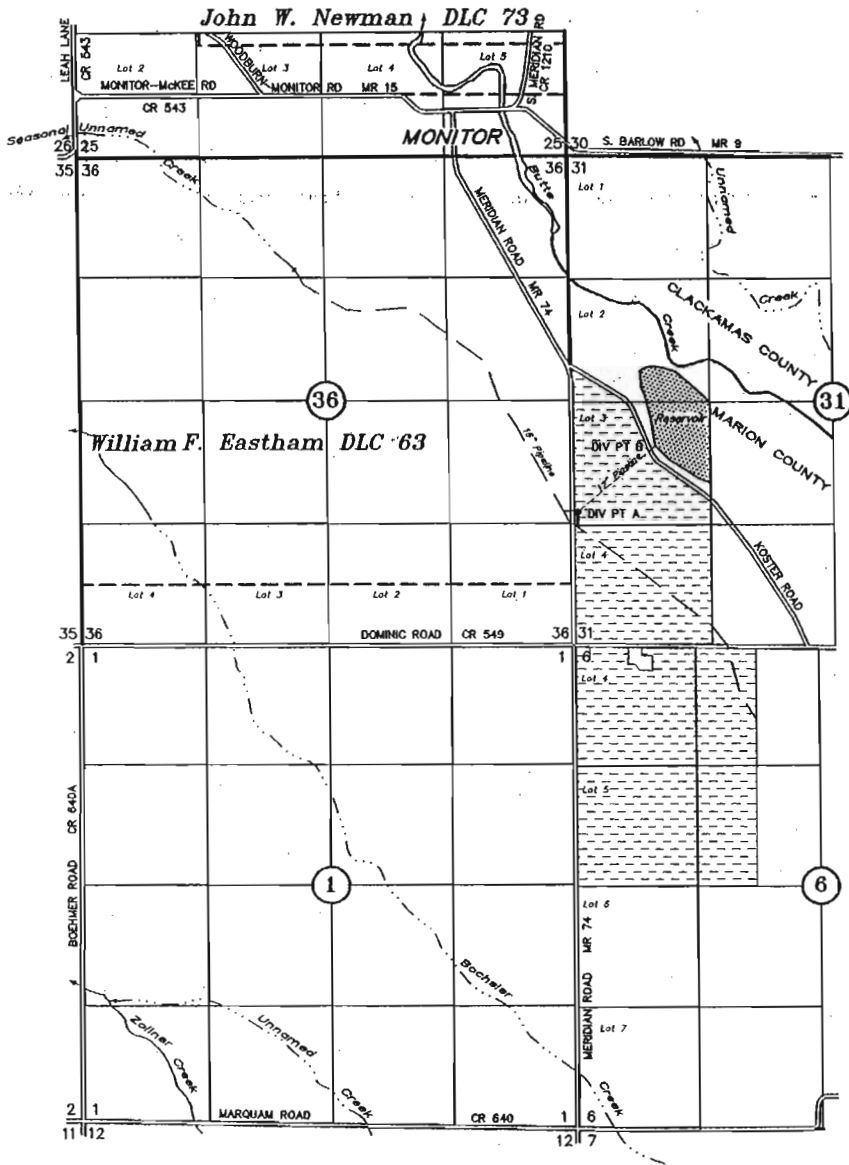 John W. Newman DLC 73
LEAH LANE
CR 543
WOODBURN-
S. MERIDIAN RD
CR 1210
Lot 2
Lot 3
Lot 4
Lot 5
MONITOR-McKEE RD
MONITOR RD MR 15
CR 543
Seasonal Unnamed
Creek
MONITOR
26 25
35 36
25 30
36 31
S. BARLOW RD MR 9
Butte
Creek
MERIDIAN ROAD MR 74
Lot 1
Unnamed
Creek
Lot 2
CLACKAMAS COUNTY
36
31
Lot 3
Reservoir
MARION COUNTY
William F. Eastham DLC 63
DIV PT B
15" Pipeline
12" Pipeline
DIV PT A
Lot 4
KOSTER ROAD
Lot 4
Lot 3
Lot 2
Lot 1
35 36
DOMINIC ROAD CR 549
36 31
2 1
1 6
Lot 4
BOEHMER ROAD CR 640A
Lot 5
1
6
Lot 6
MERIDIAN ROAD MR 74
Bochsler
Creek
Lot 7
Zollner
Creek
Unnamed
Creek
2 1
MARQUAM ROAD
CR 640
1 6
11 12
12 7